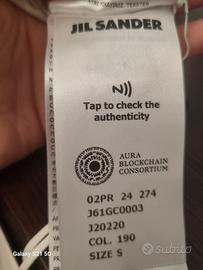 JIL SANDER
Tap to check the
authenticity
AURA
BLOCKCHAIN
CONSORTIUM
02PR 24 274
J61GC0003
J20220
COL. 190
SIZE S
subito
Galaxy S21 5G